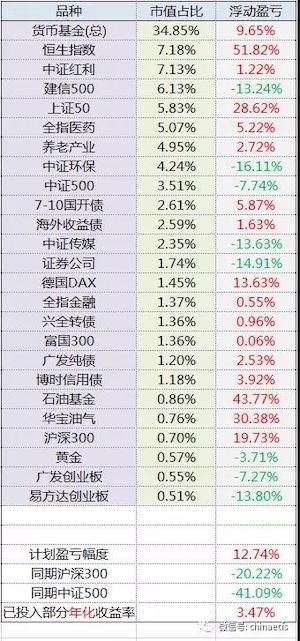 品种 市值占比 浮动盈亏
货币基金(总) 34.85% 9.65%
恒生指数 7.18% 51.82%
中证红利 7.13% 1.22%
建信500 6.13% -13.24%
上证50 5.83% 28.62%
全指医药 5.07% 5.22%
养老产业 4.95% 2.72%
中证环保 4.24% -16.11%
中证500 3.51% -7.74%
7-10国开债 2.61% 5.87%
海外收益债 2.59% 1.63%
中证传媒 2.35% -13.63%
证券公司 1.74% -14.91%
德国DAX 1.45% 13.63%
全指金融 1.37% 0.55%
兴全转债 1.36% 0.96%
富国300 1.36% 0.06%
广发纯债 1.20% 2.53%
博时信用债 1.18% 3.92%
石油基金 0.86% 43.77%
华宝油气 0.76% 30.38%
沪深300 0.70% 19.73%
黄金 0.57% -3.71%
广发创业板 0.55% -7.27%
易方达创业板 0.51% -13.80%
计划盈亏幅度 12.74%
同期沪深300 -20.22%
同期中证500 -41.09%
已投入部分年化收益率 3.47%
微信号: chinaetfs